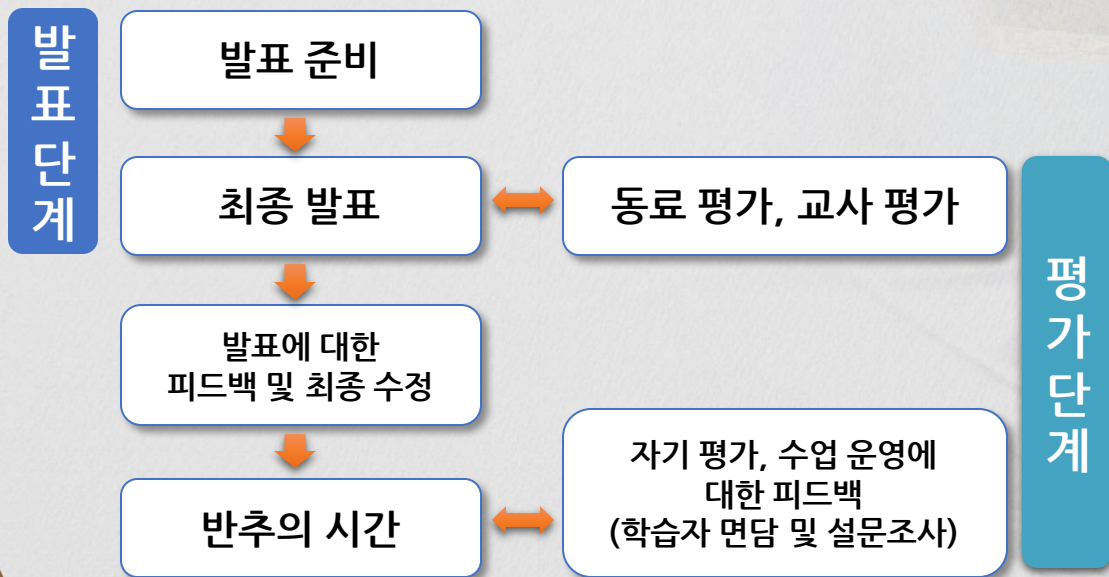 발표단계
발표 준비
최종 발표
동료 평가, 교사 평가
발표에 대한
피드백 및 최종 수정
반추의 시간
자기 평가, 수업 운영에
대한 피드백
(학습자 면담 및 설문조사)
평가단계